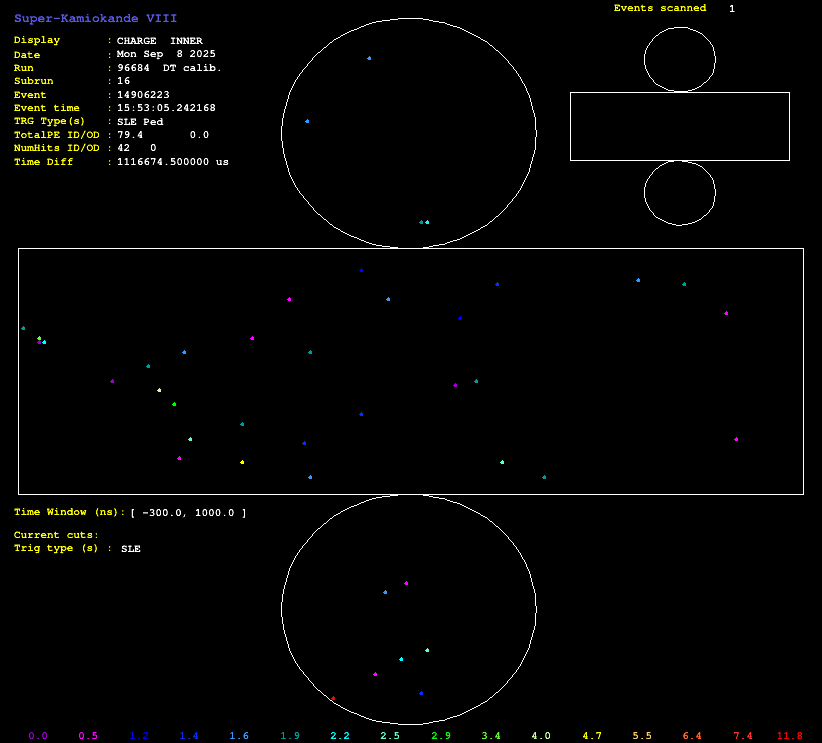 Super-Kamiokande VIII
Events scanned 1
Display : CHARGE INNER
Date : Mon Sep 8 2025
Run : 96684 DT calib.
Subrun : 16
Event : 14906223
Event time : 15:53:05.242168
TRG Type(s) : SLE Ped
TotalPE ID/OD : 79.4 0.0
NumHits ID/OD : 42 0
Time Diff : 1116674.500000 us
Time Window (ns): [ -300.0, 1000.0 ]
Current cuts:
Trig type (s) : SLE
0.0 0.5 1.2 1.4 1.6 1.9 2.2 2.5 2.9 3.4 4.0 4.7 5.5 6.4 7.4 11.8